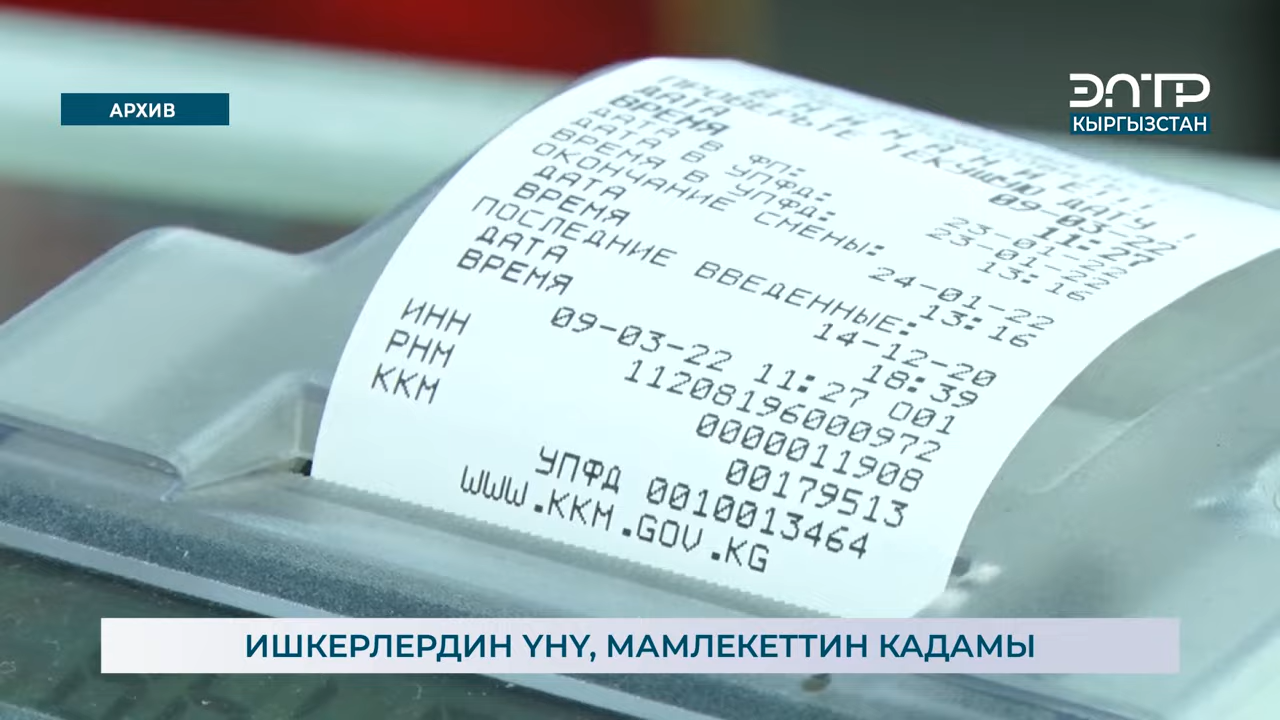 АРХИВ
ЭЛТР
КЫРГЫЗСТАН
ВНИМАНИЕ!!!
ПРОВЕРЬТЕ ТЕКУЩУЮ ДАТУ !
ДАТА 09-03-22
ВРЕМЯ 11:27
ДАТА В ФП: 23-01-22
ДАТА В УПФД: 23-01-22
ВРЕМЯ В УПФД: 13:16
ОКОНЧАНИЕ СМЕНЫ:
ДАТА 24-01-22
ВРЕМЯ 13:16
ПОСЛЕДНИЕ ВВЕДЕННЫЕ:
ДАТА 14-12-20
ВРЕМЯ 18:39
09-03-22 11:27 001
ИНН 11208196000972
РНМ 0000011908
ККМ 00179513
УПФД 0010013464
WWW.KKM.GOV.KG
ИШКЕРЛЕРДИН ҮНҮ, МАМЛЕКЕТТИН КАДАМЫ